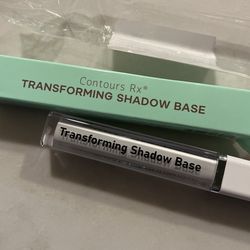 Contours Rx®
TRANSFORMING SHADOW BASE
Transforming Shadow Base